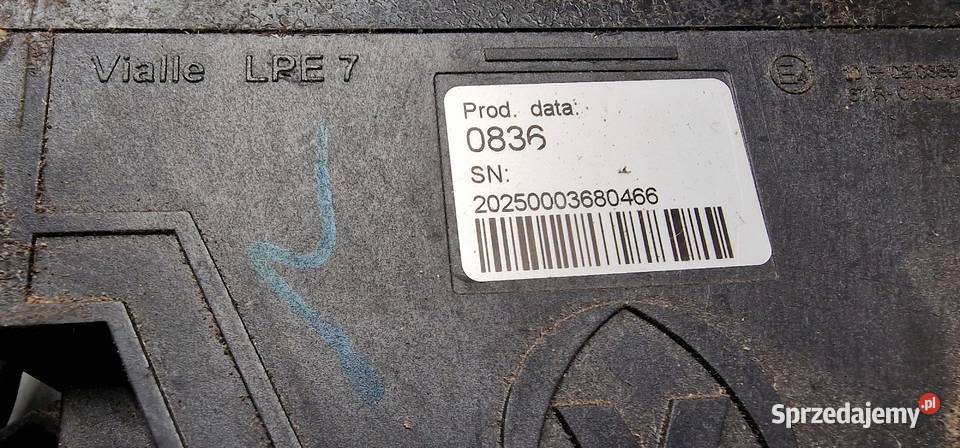 Vialle LPE 7
Prod. data:
0836
SN:
20250003680466
Sprzedajemy.pl